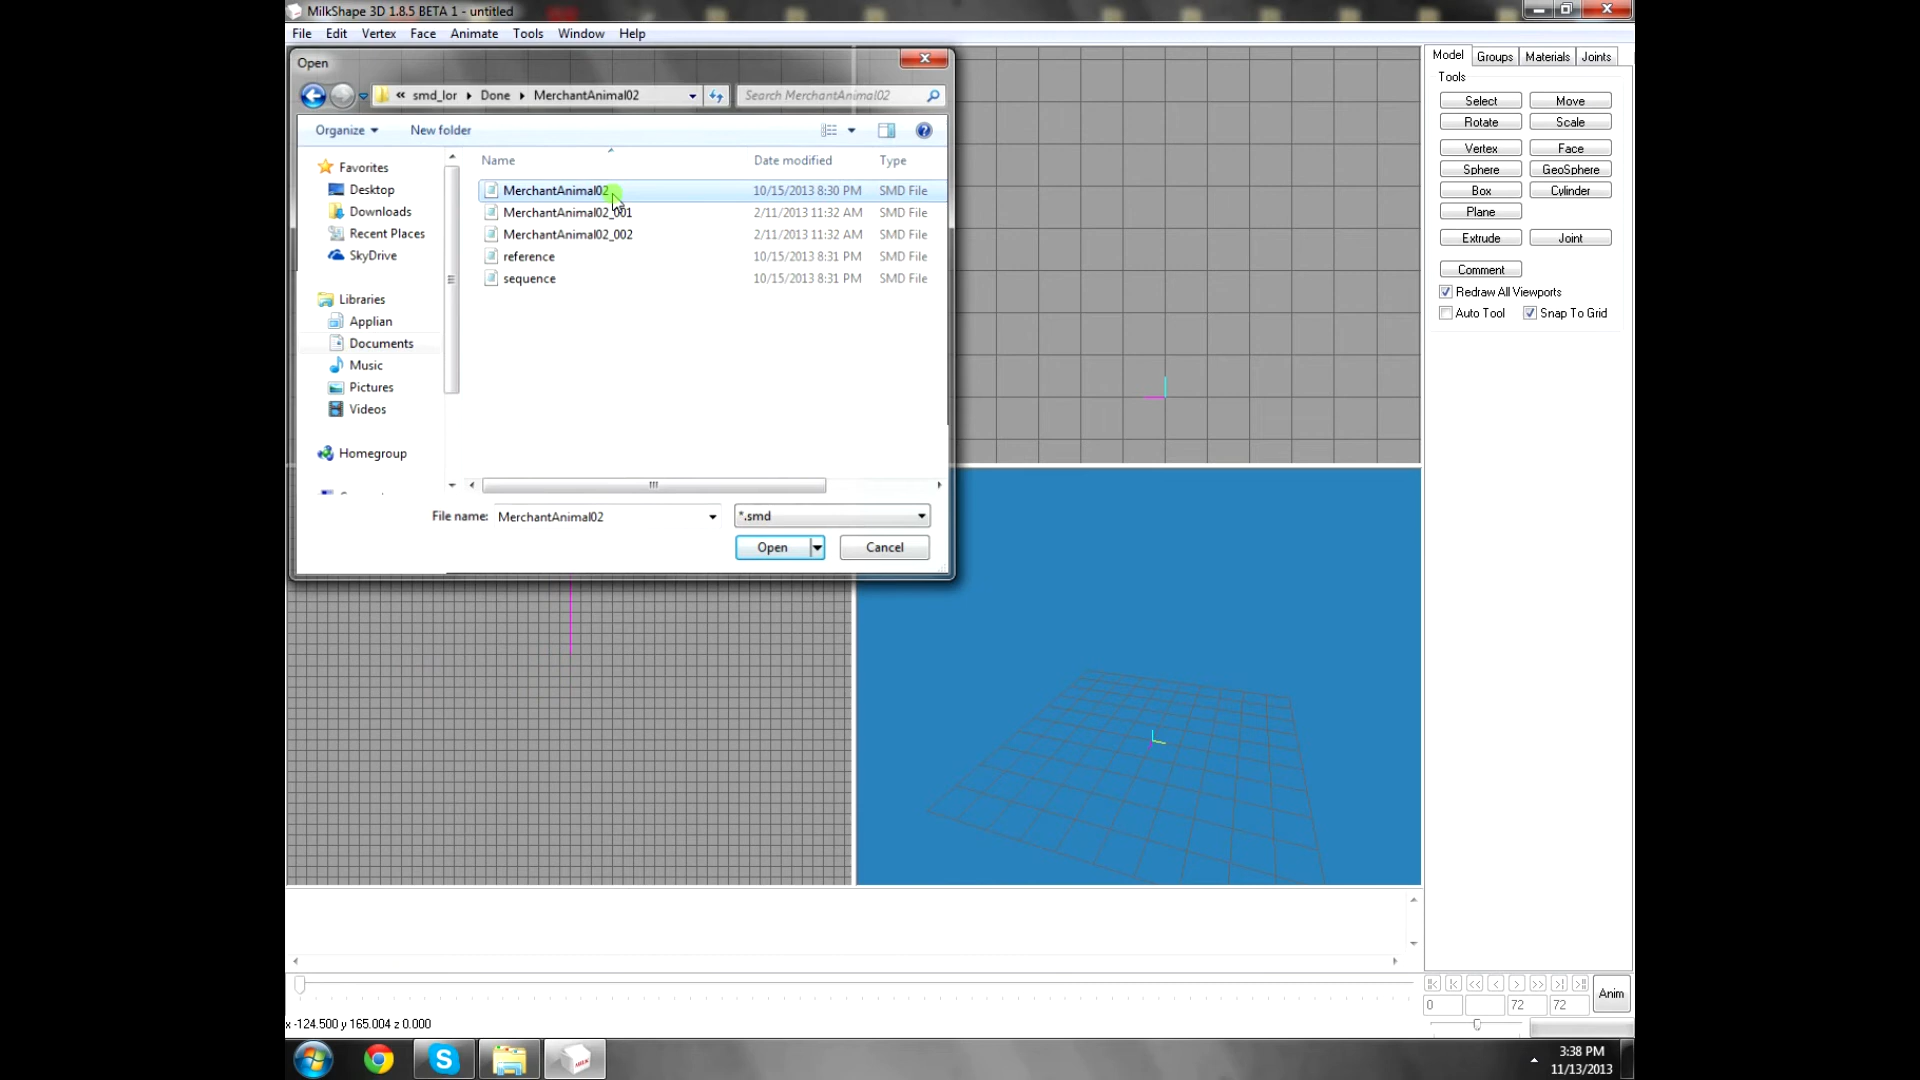 MilkShape 3D 1.8.5 BETA 1 - untitled
File Edit Vertex Face Animate Tools Window Help
Open
« smd_lor Done MerchantAnimal02
Search MerchantAnimal02
Organize New folder
Name Date modified Type
Favorites
Desktop
Downloads
Recent Places
SkyDrive
Libraries
Applian
Documents
Music
Pictures
Videos
Homegroup
MerchantAnimal02 10/15/2013 8:30 PM SMD File
MerchantAnimal02_001 2/11/2013 11:32 AM SMD File
MerchantAnimal02_002 2/11/2013 11:32 AM SMD File
reference 10/15/2013 8:31 PM SMD File
sequence 10/15/2013 8:31 PM SMD File
File name: MerchantAnimal02 *.smd
Open Cancel
Model Groups Materials Joints
Tools
Select Move
Rotate Scale
Vertex Face
Sphere GeoSphere
Box Cylinder
Plane
Extrude Joint
Comment
Redraw All Viewports
Auto Tool Snap To Grid
0 72 72 Anim
x -124.500 y 165.004 z 0.000
3:38 PM
11/13/2013